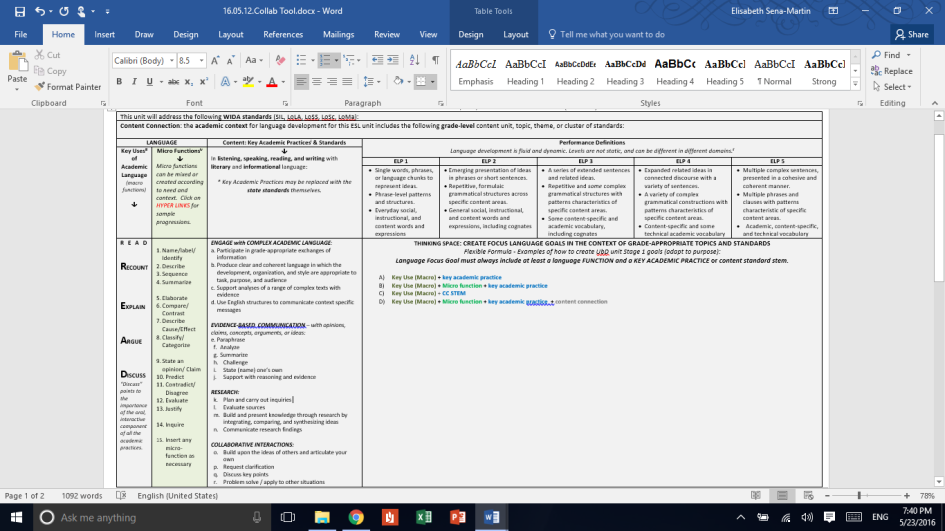 16.05.12.Collab Tool.docx - Word
Table Tools
Elisabeth Sena-Martin
File Home Insert Draw Design Layout References Mailings Review View Design Layout Tell me what you want to do Share
Cut
Copy
Paste
Format Painter
Calibri (Body) 8.5
Emphasis Heading 1 Heading 2 Heading 3 Heading 4 Heading 5 ¶ Normal Strong
Find
Replace
Select
Clipboard Font Paragraph Styles Editing
This unit will address the following WIDA standards (SIL, LoLA, LoSS, LoSc, LoMa):
Content Connection: the academic context for language development for this ESL unit includes the following grade-level content unit, topic, theme, or cluster of standards:
LANGUAGE
Key Uses
of
Academic
Language
(macro
functions)
Micro Functions
Micro functions
can be mixed or
created according
to need and
context. Click on
HYPER LINKS for
sample
progressions.
Content: Key Academic Practices & Standards
In listening, speaking, reading, and writing with
literary and informational language:
* Key Academic Practices may be replaced with the
state standards themselves.
Performance Definitions
Language development is fluid and dynamic. Levels are not static, and can be different in different domains.
ELP 1
• Single words, phrases,
or language chunks to
represent ideas.
• Phrase-level patterns
and structures.
• Everyday social,
instructional, and
content words and
expressions
ELP 2
• Emerging presentation of ideas
in phrases or short sentences.
• Repetitive, formulaic
grammatical structures across
specific content areas.
• General social, instructional,
and content words and
expressions, including cognates
ELP 3
• A series of extended sentences
and related ideas.
• Repetitive and some complex
grammatical structures with
patterns characteristics of
specific content areas.
• Some content-specific and
academic vocabulary,
including cognates
ELP 4
• Expanded related ideas in
connected discourse with a
variety of sentences.
• A variety of complex
grammatical constructions with
patterns characteristics of
specific content areas.
• Content-specific and some
technical academic vocabulary
ELP 5
• Multiple complex sentences,
presented in a cohesive and
coherent manner.
• Multiple phrases and
clauses with patterns
characteristic of specific
content areas.
• Academic, content-specific,
and technical vocabulary
R E A D
RECOUNT
EXPLAIN
ARGUE
DISCUSS
"Discuss"
points to
the
importance
of the oral,
interactive
component
of all the
academic
practices.
1. Name/label/
Identify
2. Describe
3. Sequence
4. Summarize
5. Elaborate
6. Compare/
Contrast
7. Describe
Cause/Effect
8. Classify/
Categorize
9. State an
opinion/ Claim
10. Predict
11. Contradict/
Disagree
12. Evaluate
13. Justify
14. Inquire
15. Insert any
micro-
function as
necessary
ENGAGE with COMPLEX ACADEMIC LANGUAGE:
a. Participate in grade-appropriate exchanges of
information
b. Produce clear and coherent language in which the
development, organization, and style are appropriate to
task, purpose, and audience
c. Support analyses of a range of complex texts with
evidence
d. Use English structures to communicate context specific
messages
EVIDENCE-BASED COMMUNICATION – with opinions,
claims, concepts, arguments, or ideas:
e. Paraphrase
f. Analyze
g. Summarize
h. Challenge
i. State (name) one's own
j. Support with reasoning and evidence
RESEARCH:
k. Plan and carry out inquiries
l. Evaluate sources
m. Build and present knowledge through research by
integrating, comparing, and synthesizing ideas
n. Communicate research findings
COLLABORATIVE INTERACTIONS:
o. Build upon the ideas of others and articulate your
own
p. Request clarification
q. Discuss key points
r. Problem solve / apply to other situations
THINKING SPACE: CREATE FOCUS LANGUAGE GOALS IN THE CONTEXT OF GRADE-APPROPRIATE TOPICS AND STANDARDS
Flexible Formula - Examples of how to create UBD unit Stage 1 goals (adapt to purpose):
Language Focus Goal must always include at least a language FUNCTION and a KEY ACADEMIC PRACTICE or content standard stem.
A) Key Use (Macro) + key academic practice
B) Key Use (Macro) + Micro function + key academic practice
C) Key Use (Macro) + CC STEM
D) Key Use (Macro) + Micro function + key academic practice + content connection
Page 1 of 2 1092 words English (United States) 78%
Ask me anything
ENG
7:40 PM
5/23/2016